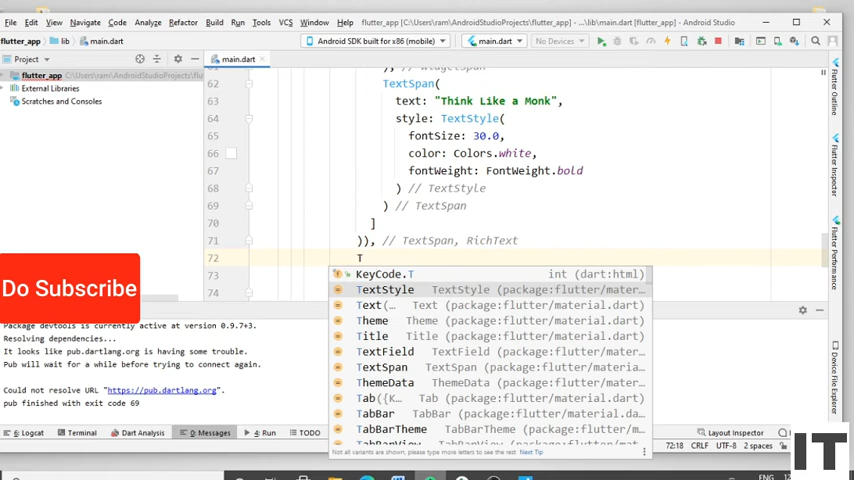 File Edit View Navigate Code Analyze Refactor Build Run Tools VCS Window Help flutter_app [C:\Users\ram\AndroidStudioProjects\flutter_app] - ...\lib\main.dart [flutter_app] - Android Studio
flutter_app lib main.dart Android SDK built for x86 (mobile) main.dart No Devices
Project main.dart
flutter_app C:\Users\ram\AndroidStudioProjects\flu
External Libraries
Scratches and Consoles
62 TextSpan(
63 text: "Think Like a Monk",
64 style: TextStyle(
65 fontSize: 30.0,
66 color: Colors.white,
67 fontWeight: FontWeight.bold
68 ) // TextStyle
69 ) // TextSpan
70 ]
71 )), // TextSpan, RichText
72 T
73
74
KeyCode.T int (dart:html)
TextStyle TextStyle (package:flutter/mater...
Text(… Text (package:flutter/material.dart)
Theme Theme (package:flutter/material.dart)
Title Title (package:flutter/material.dart)
TextField TextField (package:flutter/mater...
TextSpan TextSpan (package:flutter/materia...
ThemeData ThemeData (package:flutter/mater...
Tab({K… Tab (package:flutter/material.dart)
TabBar TabBar (package:flutter/material.dart)
TabBarTheme TabBarTheme (package:flutter/mat...
Not all variants are shown, please type more letters to see the rest Next Tip
Do Subscribe
Package devtools is currently active at version 0.9.7+3.
Resolving dependencies...
It looks like pub.dartlang.org is having some trouble.
Pub will wait for a while before trying to connect again.
Could not resolve URL "https://pub.dartlang.org".
pub finished with exit code 69
Flutter Outline
Flutter Inspector
Flutter Performance
Device File Explorer
6: Logcat Terminal Dart Analysis 0: Messages 4: Run TODO Layout Inspector
72:18 CRLF UTF-8 2 spaces
IT
ENG